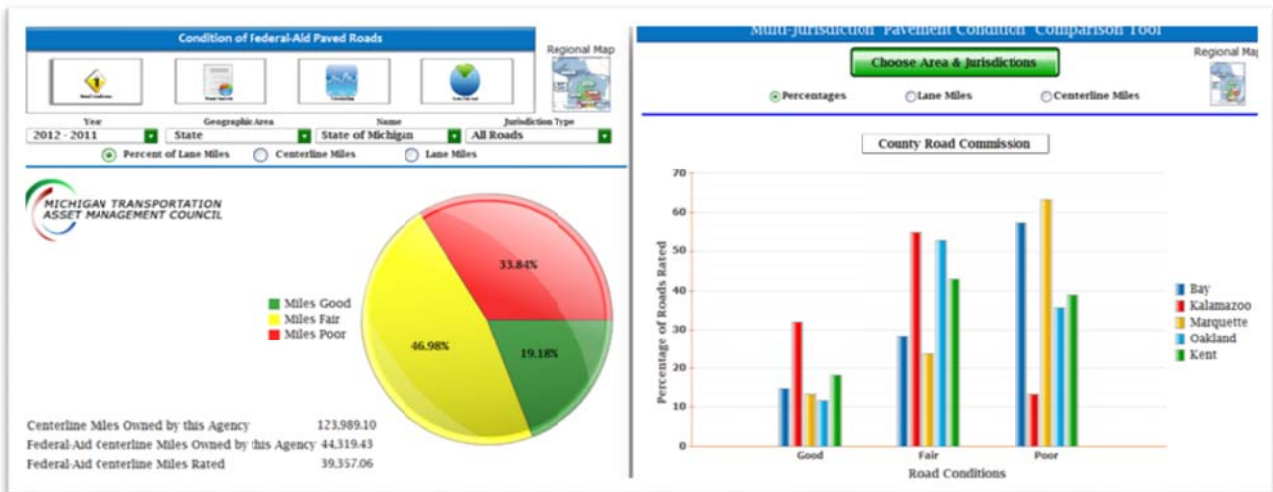 Condition of Federal-Aid Paved Roads
Regional Map
Year
Geographic Area
Name
Jurisdiction Type
2012 - 2011
State
State of Michigan
All Roads
Percent of Lane Miles
Centerline Miles
Lane Miles
MICHIGAN TRANSPORTATION
ASSET MANAGEMENT COUNCIL
Miles Good
Miles Fair
Miles Poor
33.84%
46.98%
19.18%
Centerline Miles Owned by this Agency 123,989.10
Federal-Aid Centerline Miles Owned by this Agency 44,319.43
Federal-Aid Centerline Miles Rated 39,357.06
Multi-Jurisdiction Pavement Condition Comparison Tool
Choose Area & Jurisdictions
Regional Map
Percentages
Lane Miles
Centerline Miles
County Road Commission
Percentage of Roads Rated
70
60
50
40
30
20
10
0
Good
Fair
Poor
Road Conditions
Bay
Kalamazoo
Marquette
Oakland
Kent